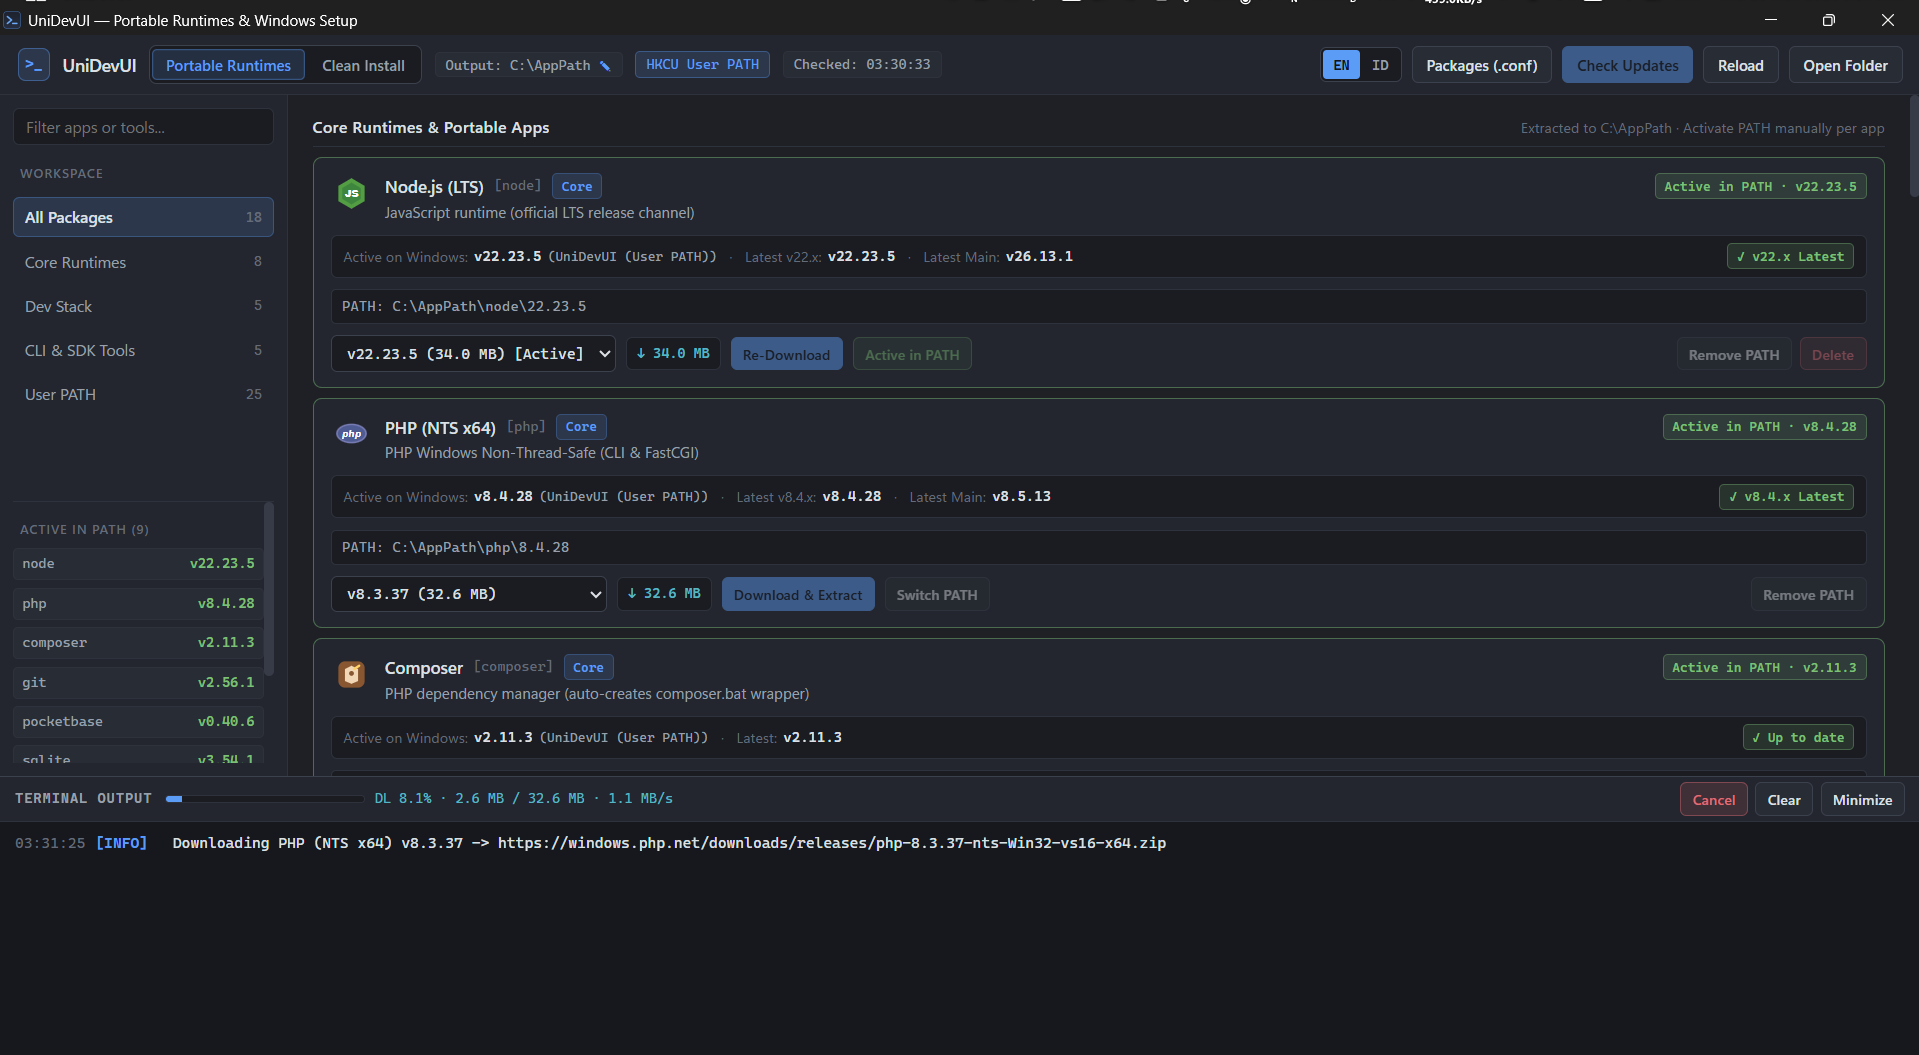 UniDevUI — Portable Runtimes & Windows Setup
>_ UniDevUI Portable Runtimes Clean Install Output: C:\AppPath HKCU User PATH Checked: 03:30:33 EN ID Packages (.conf) Check Updates Reload Open Folder
Filter apps or tools...
WORKSPACE
All Packages 18
Core Runtimes 8
Dev Stack 5
CLI & SDK Tools 5
User PATH 25
ACTIVE IN PATH (9)
node v22.23.5
php v8.4.28
composer v2.11.3
git v2.56.1
pocketbase v0.40.6
sqlite v3.54.1
Core Runtimes & Portable Apps Extracted to C:\AppPath · Activate PATH manually per app
JS Node.js (LTS) [node] Core Active in PATH · v22.23.5
JavaScript runtime (official LTS release channel)
Active on Windows: v22.23.5 (UniDevUI (User PATH)) · Latest v22.x: v22.23.5 · Latest Main: v26.13.1 ✓ v22.x Latest
PATH: C:\AppPath\node\22.23.5
v22.23.5 (34.0 MB) [Active] ↓ 34.0 MB Re-Download Active in PATH Remove PATH Delete
php PHP (NTS x64) [php] Core Active in PATH · v8.4.28
PHP Windows Non-Thread-Safe (CLI & FastCGI)
Active on Windows: v8.4.28 (UniDevUI (User PATH)) · Latest v8.4.x: v8.4.28 · Latest Main: v8.5.13 ✓ v8.4.x Latest
PATH: C:\AppPath\php\8.4.28
v8.3.37 (32.6 MB) ↓ 32.6 MB Download & Extract Switch PATH Remove PATH
Composer [composer] Core Active in PATH · v2.11.3
PHP dependency manager (auto-creates composer.bat wrapper)
Active on Windows: v2.11.3 (UniDevUI (User PATH)) · Latest: v2.11.3 ✓ Up to date
TERMINAL OUTPUT DL 8.1% · 2.6 MB / 32.6 MB · 1.1 MB/s Cancel Clear Minimize
03:31:25 [INFO] Downloading PHP (NTS x64) v8.3.37 -> https://windows.php.net/downloads/releases/php-8.3.37-nts-Win32-vs16-x64.zip